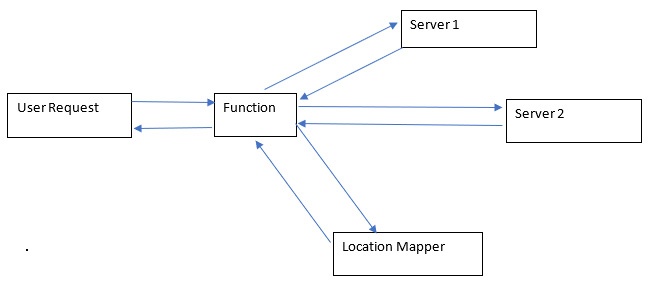 Server 1
User Request
Function
Server 2
Location Mapper
.